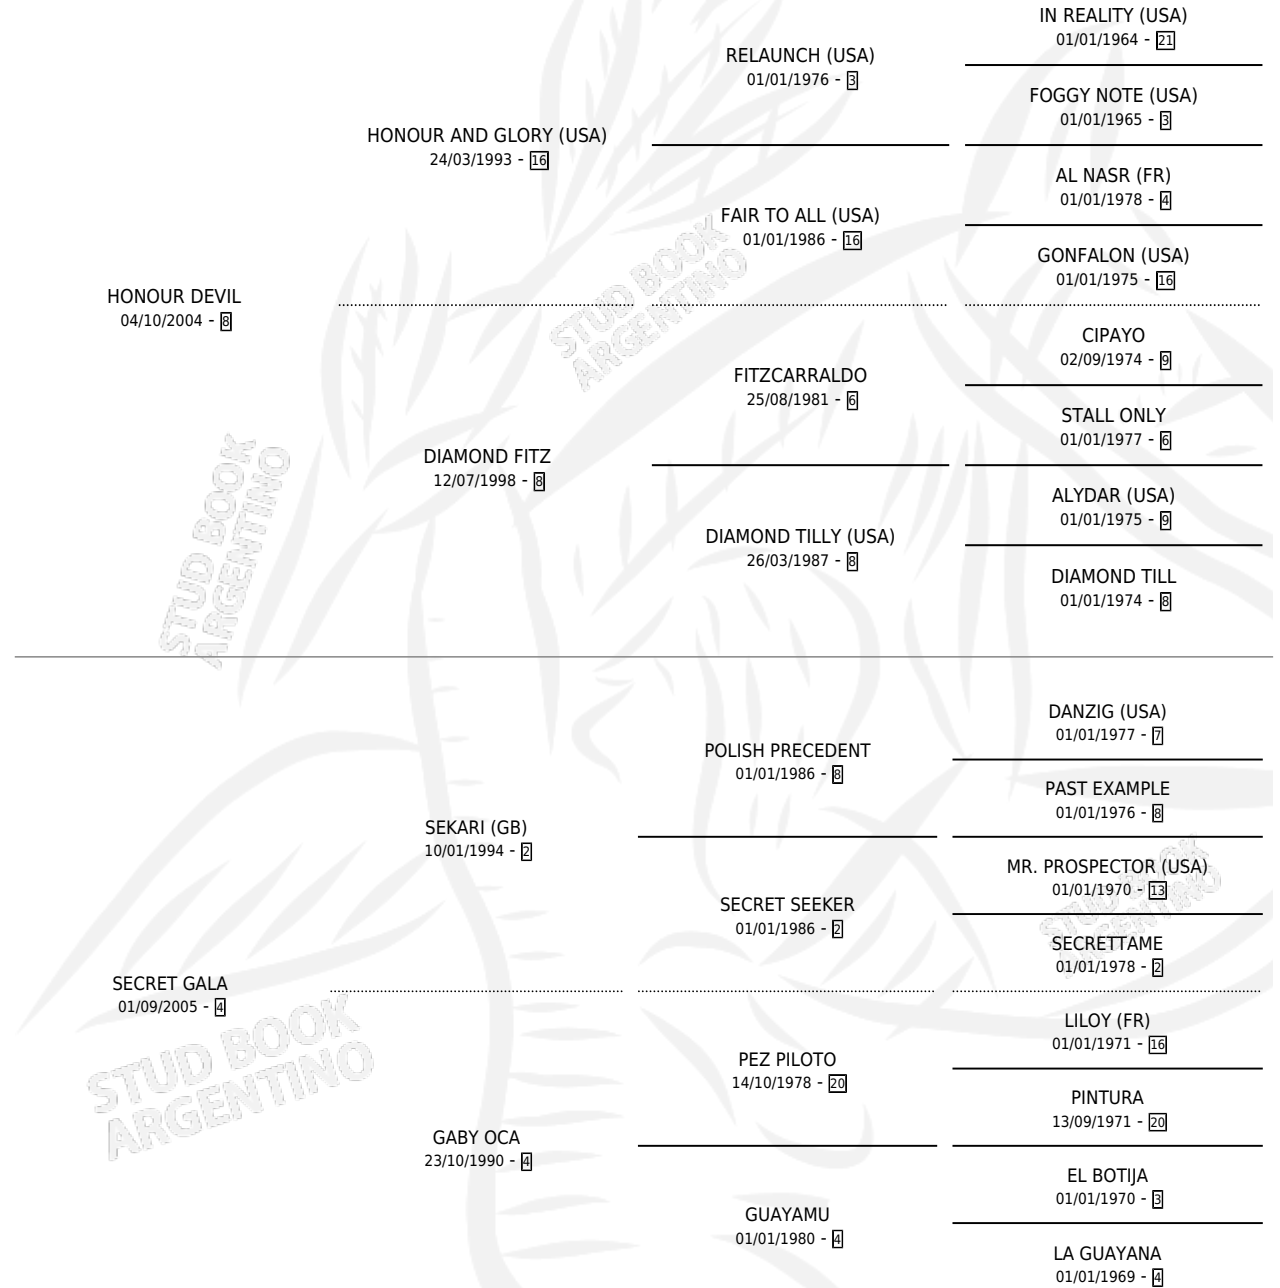 IN REALITY (USA)
01/01/1964 - 21
RELAUNCH (USA)
01/01/1976 - 3
FOGGY NOTE (USA)
01/01/1965 - 3
HONOUR AND GLORY (USA)
24/03/1993 - 16
AL NASR (FR)
01/01/1978 - 4
FAIR TO ALL (USA)
01/01/1986 - 16
GONFALON (USA)
01/01/1975 - 16
HONOUR DEVIL
04/10/2004 - 8
STUD BOOK
ARGENTINO
CIPAYO
02/09/1974 - 9
FITZCARRALDO
25/08/1981 - 6
STALL ONLY
01/01/1977 - 6
DIAMOND FITZ
12/07/1998 - 8
ALYDAR (USA)
01/01/1975 - 9
DIAMOND TILLY (USA)
26/03/1987 - 8
DIAMOND TILL
01/01/1974 - 8
STUD BOOK
ARGENTINO
DANZIG (USA)
01/01/1977 - 7
POLISH PRECEDENT
01/01/1986 - 8
PAST EXAMPLE
01/01/1976 - 8
SEKARI (GB)
10/01/1994 - 2
MR. PROSPECTOR (USA)
01/01/1970 - 13
SECRET SEEKER
01/01/1986 - 2
STUD BOOK
ARGENTINO
SECRETTAME
01/01/1978 - 2
SECRET GALA
01/09/2005 - 4
LILOY (FR)
01/01/1971 - 16
PEZ PILOTO
14/10/1978 - 20
STUD BOOK
ARGENTINO
PINTURA
13/09/1971 - 20
GABY OCA
23/10/1990 - 4
EL BOTIJA
01/01/1970 - 3
GUAYAMU
01/01/1980 - 4
LA GUAYANA
01/01/1969 - 4